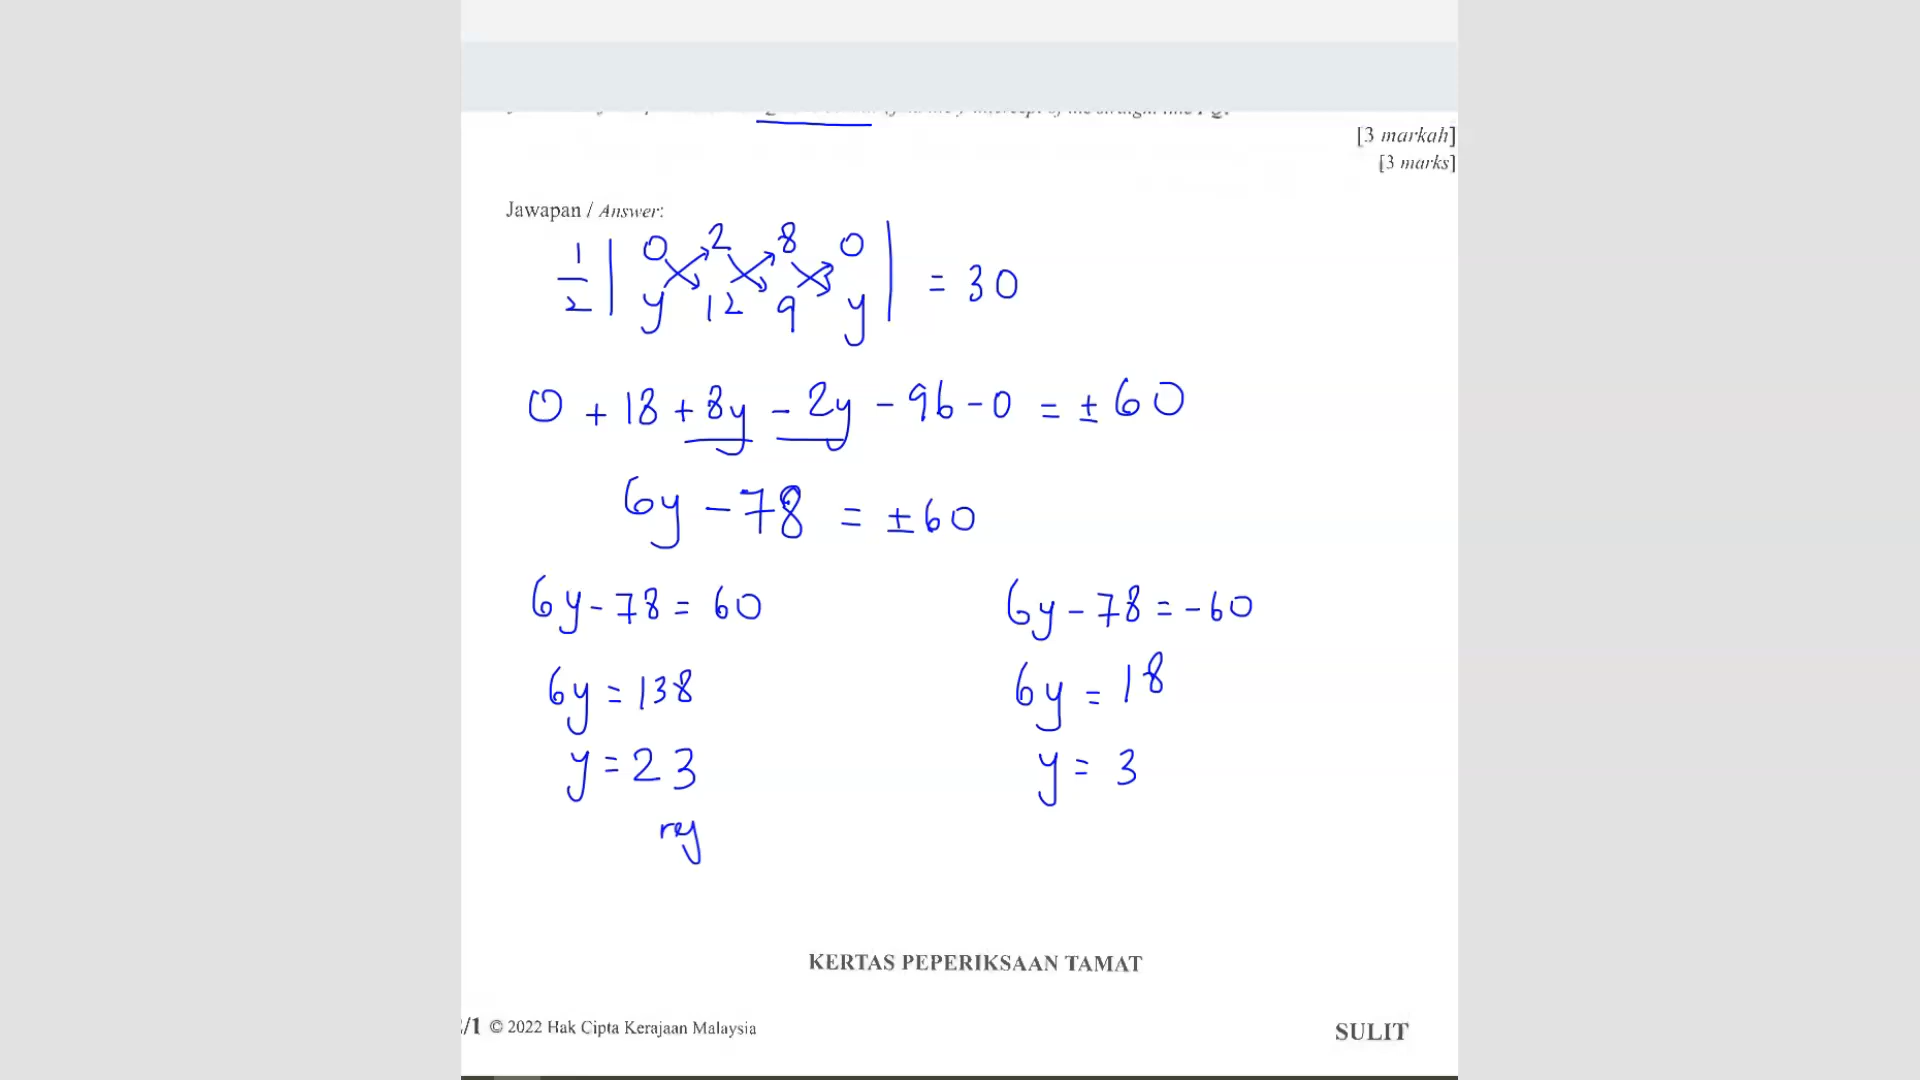 [3 markah]
[3 marks]
Jawapan / Answer:
1/2 | 0 2 8 0 | = 30
y 12 9 y
0 + 18 + 8y - 2y - 96 - 0 = ± 60
6y - 78 = ±60
6y - 78 = 60
6y - 78 = -60
6y = 138
6y = 18
y = 23
y = 3
rej
KERTAS PEPERIKSAAN TAMAT
/1 © 2022 Hak Cipta Kerajaan Malaysia
SULIT